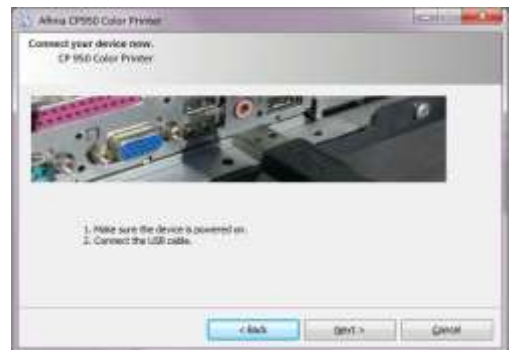 Afinia CP950 Color Printer
Connect your device now.
CP 950 Color Printer
1. Make sure the device is powered on.
2. Connect the USB cable.
< Back
Next >
Cancel